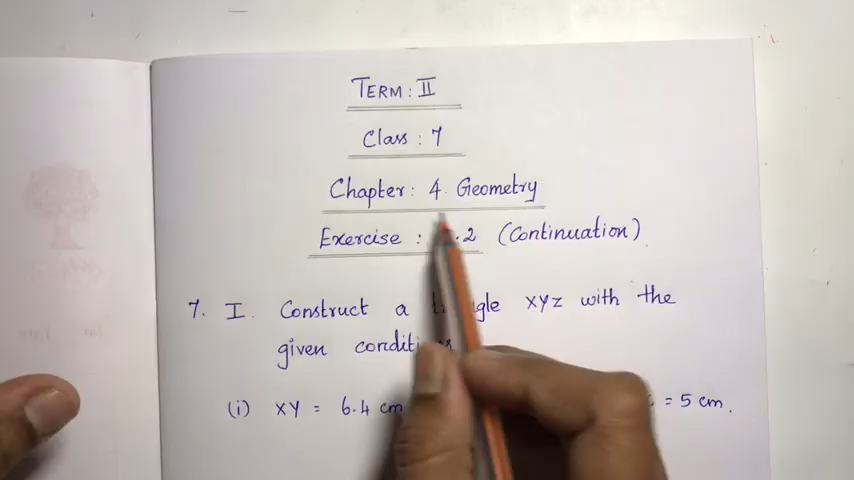 TERM: II
Class: 7
Chapter: 4. Geometry
Exercise : .2 (Continuation)
7. I. Construct a XYZ with the
given
(i) XY = 6.4 cm = 5 cm.